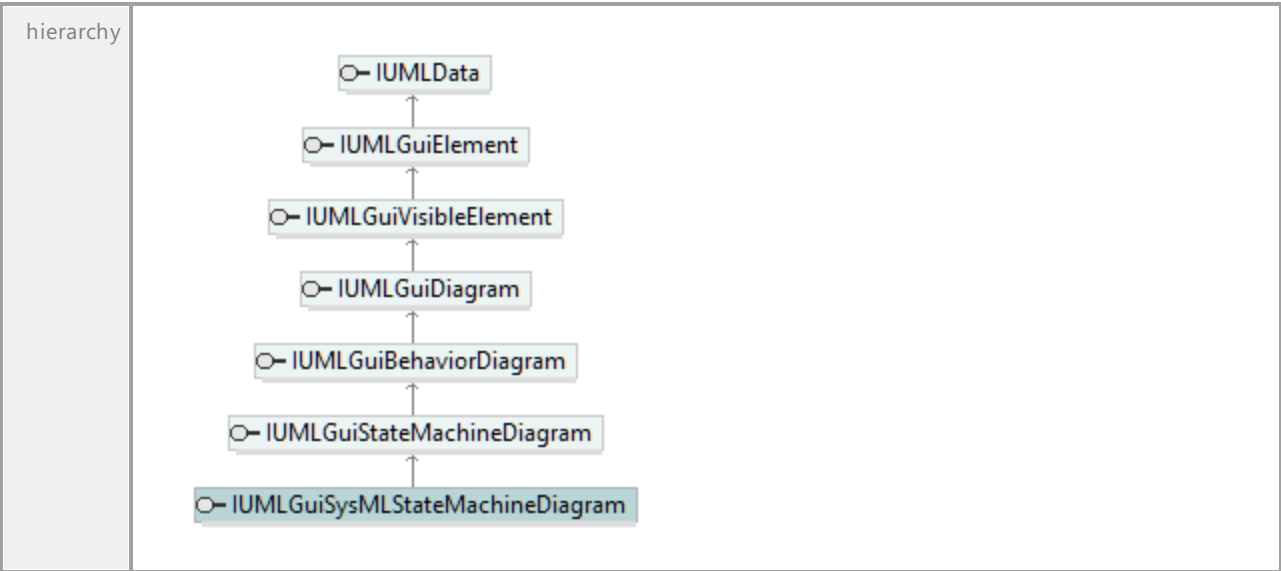 hierarchy
IUMLData
IUMLGuiElement
IUMLGuiVisibleElement
IUMLGuiDiagram
IUMLGuiBehaviorDiagram
IUMLGuiStateMachineDiagram
IUMLGuiSysMLStateMachineDiagram